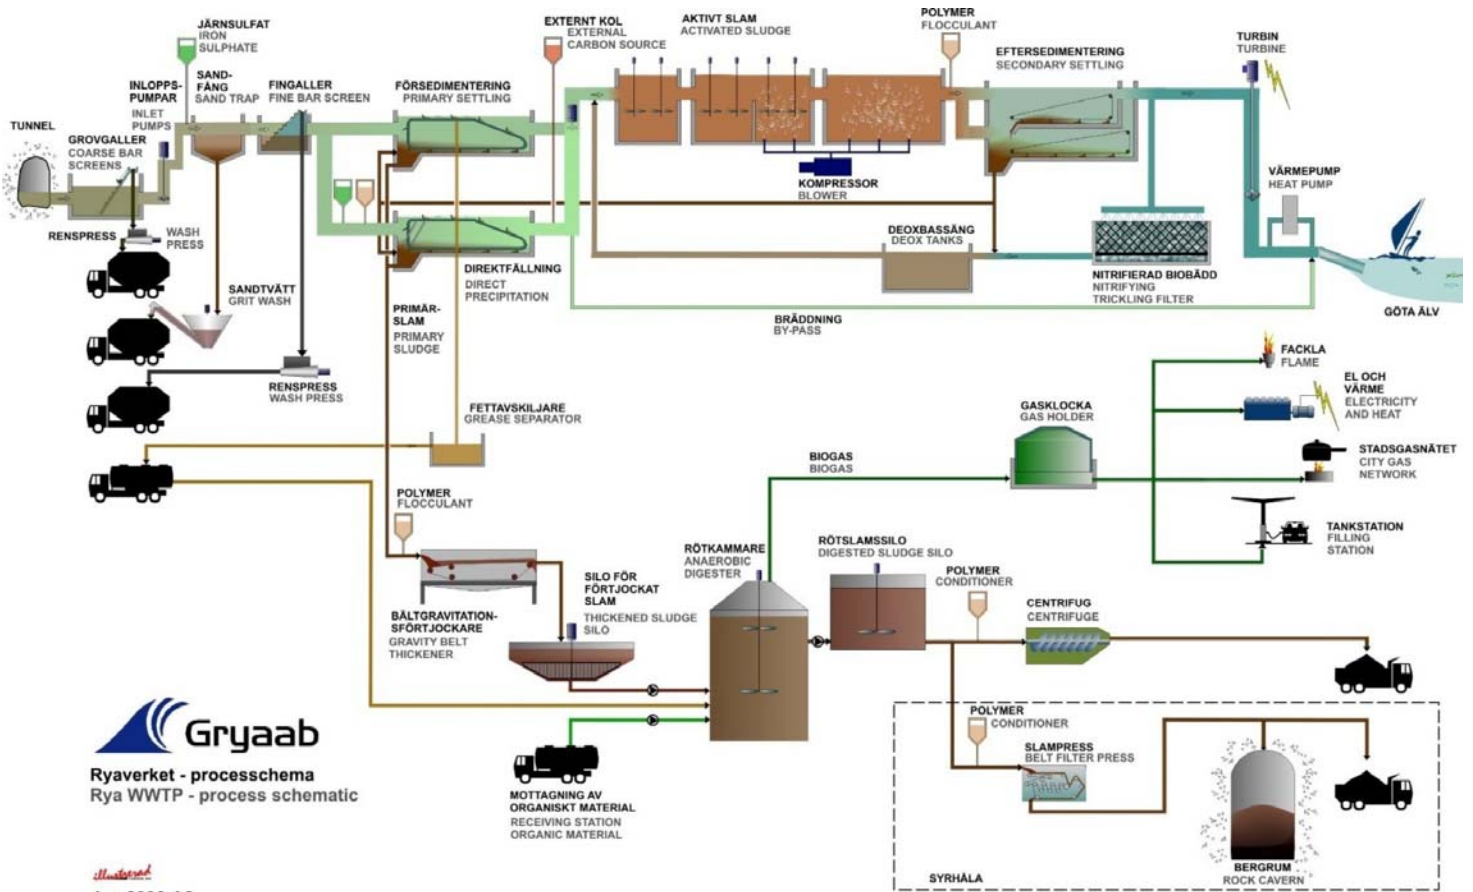 JÄRNSULFAT
IRON
SULPHATE
EXTERNT KOL
EXTERNAL
CARBON SOURCE
AKTIVT SLAM
ACTIVATED SLUDGE
POLYMER
FLOCCULANT
EFTERSEDIMENTERING
SECONDARY SETTLING
TURBIN
TURBINE
INLOPPS-
PUMPAR
INLET
PUMPS
SAND-
FÅNG
SAND TRAP
FINGALLER
FINE BAR SCREEN
FÖRSEDIMENTERING
PRIMARY SETTLING
TUNNEL
GROVGALLER
COARSE BAR
SCREENS
KOMPRESSOR
BLOWER
VÄRMEPUMP
HEAT PUMP
RENSPRESS
WASH
PRESS
DEOXBASSÄNG
DEOX TANKS
NITRIFIERAD BIOBÄDD
NITRIFYING
TRICKLING FILTER
DIREKTFÄLLNING
DIRECT
PRECIPITATION
SANDTVÄTT
GRIT WASH
PRIMÄR-
SLAM
PRIMARY
SLUDGE
BRÄDDNING
BY-PASS
GÖTA ÄLV
RENSPRESS
WASH PRESS
FACKLA
FLAME
EL OCH
VÄRME
ELECTRICITY
AND HEAT
FETTAVSKILJARE
GREASE SEPARATOR
GASKLOCKA
GAS HOLDER
BIOGAS
BIOGAS
STADSGASNÄTET
CITY GAS
NETWORK
POLYMER
FLOCCULANT
TANKSTATION
FILLING
STATION
RÖTKAMMARE
ANAEROBIC
DIGESTER
RÖTSLAMSSILO
DIGESTED SLUDGE SILO
SILO FÖR
FÖRTJOCKAT
SLAM
THICKENED SLUDGE
SILO
POLYMER
CONDITIONER
CENTRIFUG
CENTRIFUGE
BÄLTGRAVITATION-
SFÖRTJOCKARE
GRAVITY BELT
THICKENER
POLYMER
CONDITIONER
SLAMPRESS
BELT FILTER PRESS
Gryaab
Ryaverket - processchema
Rya WWTP - process schematic
MOTTAGNING AV
ORGANISKT MATERIAL
RECEIVING STATION
ORGANIC MATERIAL
BERGRUM
ROCK CAVERN
SYRHÅLA
illustrerad